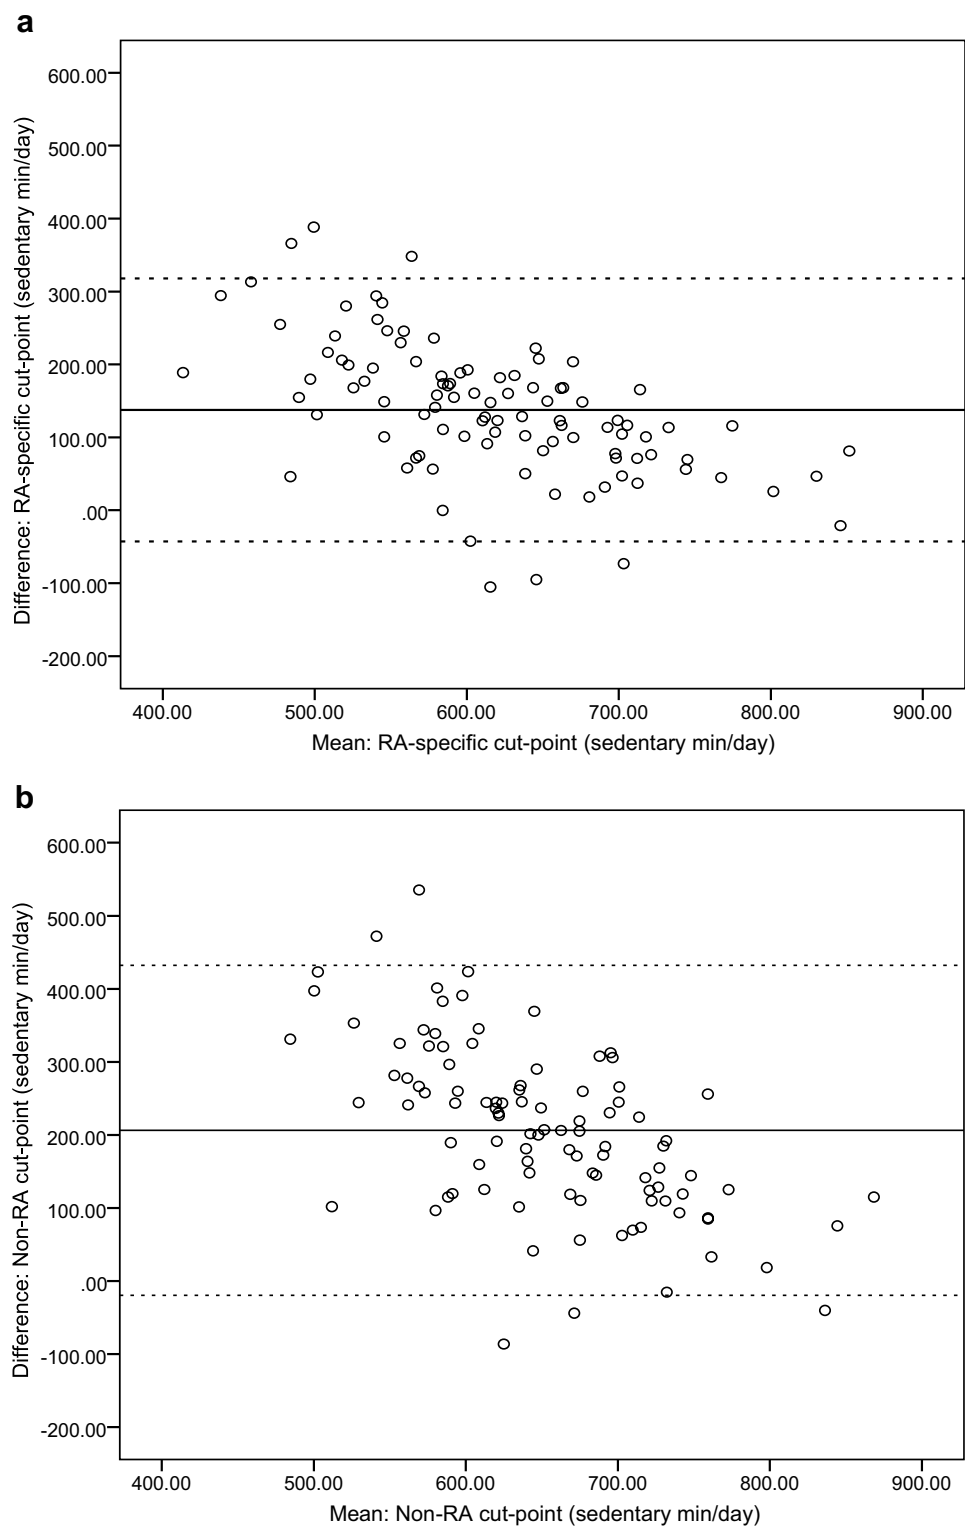 a
600.00
500.00
400.00
300.00
200.00
100.00
.00
-100.00
-200.00
Difference: RA-specific cut-point (sedentary min/day)
400.00 500.00 600.00 700.00 800.00 900.00
Mean: RA-specific cut-point (sedentary min/day)
b
600.00
500.00
400.00
300.00
200.00
100.00
.00
-100.00
-200.00
Difference: Non-RA cut-point (sedentary min/day)
400.00 500.00 600.00 700.00 800.00 900.00
Mean: Non-RA cut-point (sedentary min/day)